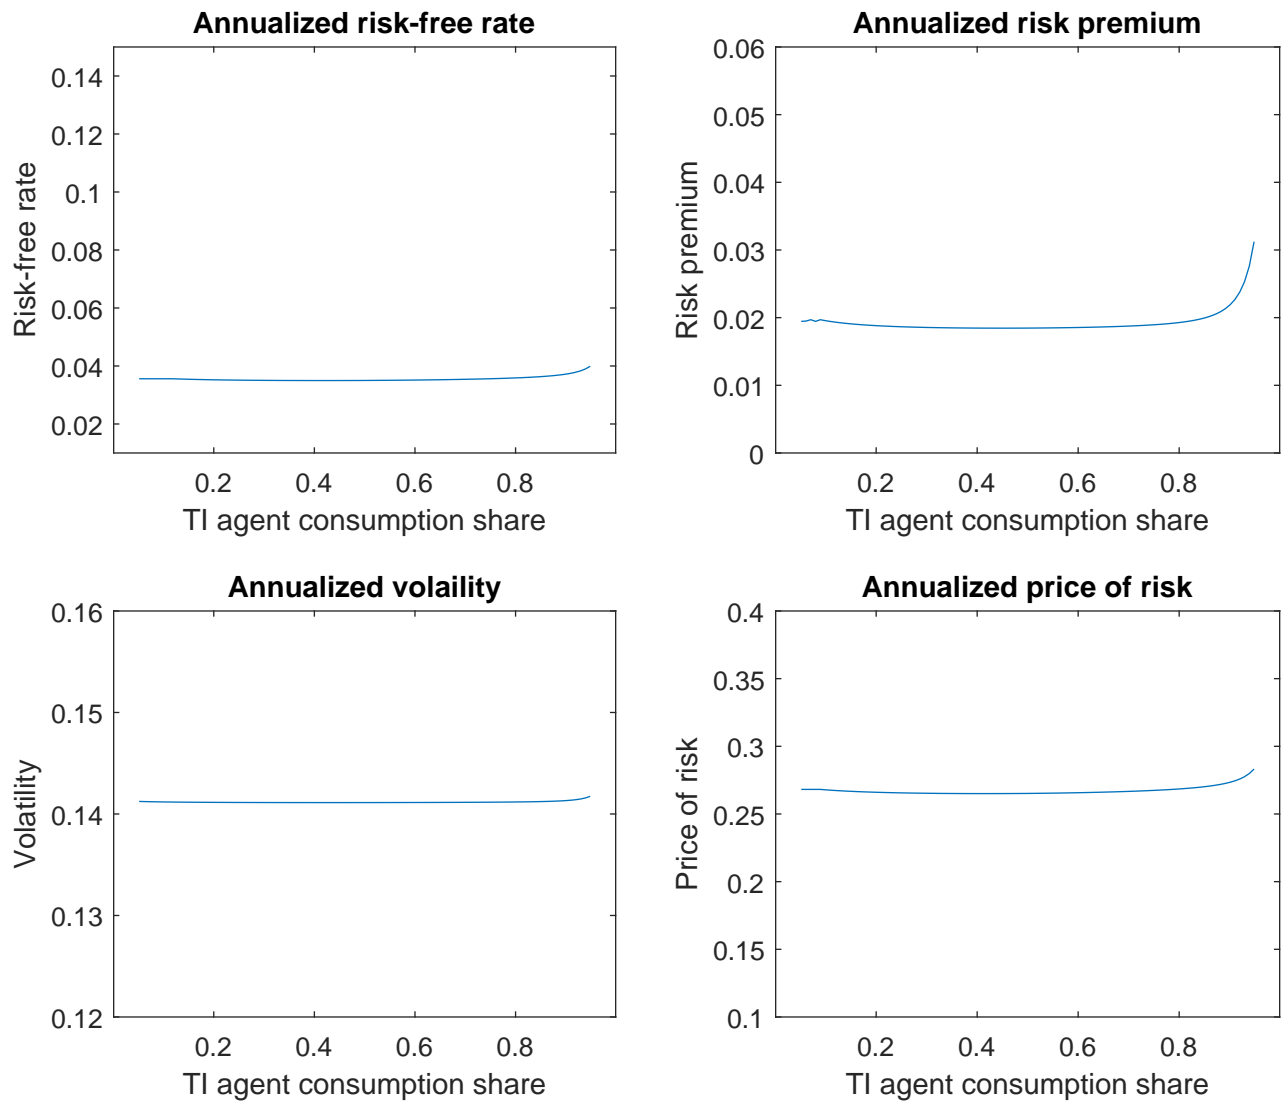 Annualized risk-free rate
0.14
0.12
0.1
0.08
0.06
0.04
0.02
Risk-free rate
0.2 0.4 0.6 0.8
TI agent consumption share
Annualized risk premium
0.06
0.05
0.04
0.03
0.02
0.01
0
Risk premium
0.2 0.4 0.6 0.8
TI agent consumption share
Annualized volaility
0.16
0.15
0.14
0.13
0.12
Volatility
0.2 0.4 0.6 0.8
TI agent consumption share
Annualized price of risk
0.4
0.35
0.3
0.25
0.2
0.15
0.1
Price of risk
0.2 0.4 0.6 0.8
TI agent consumption share